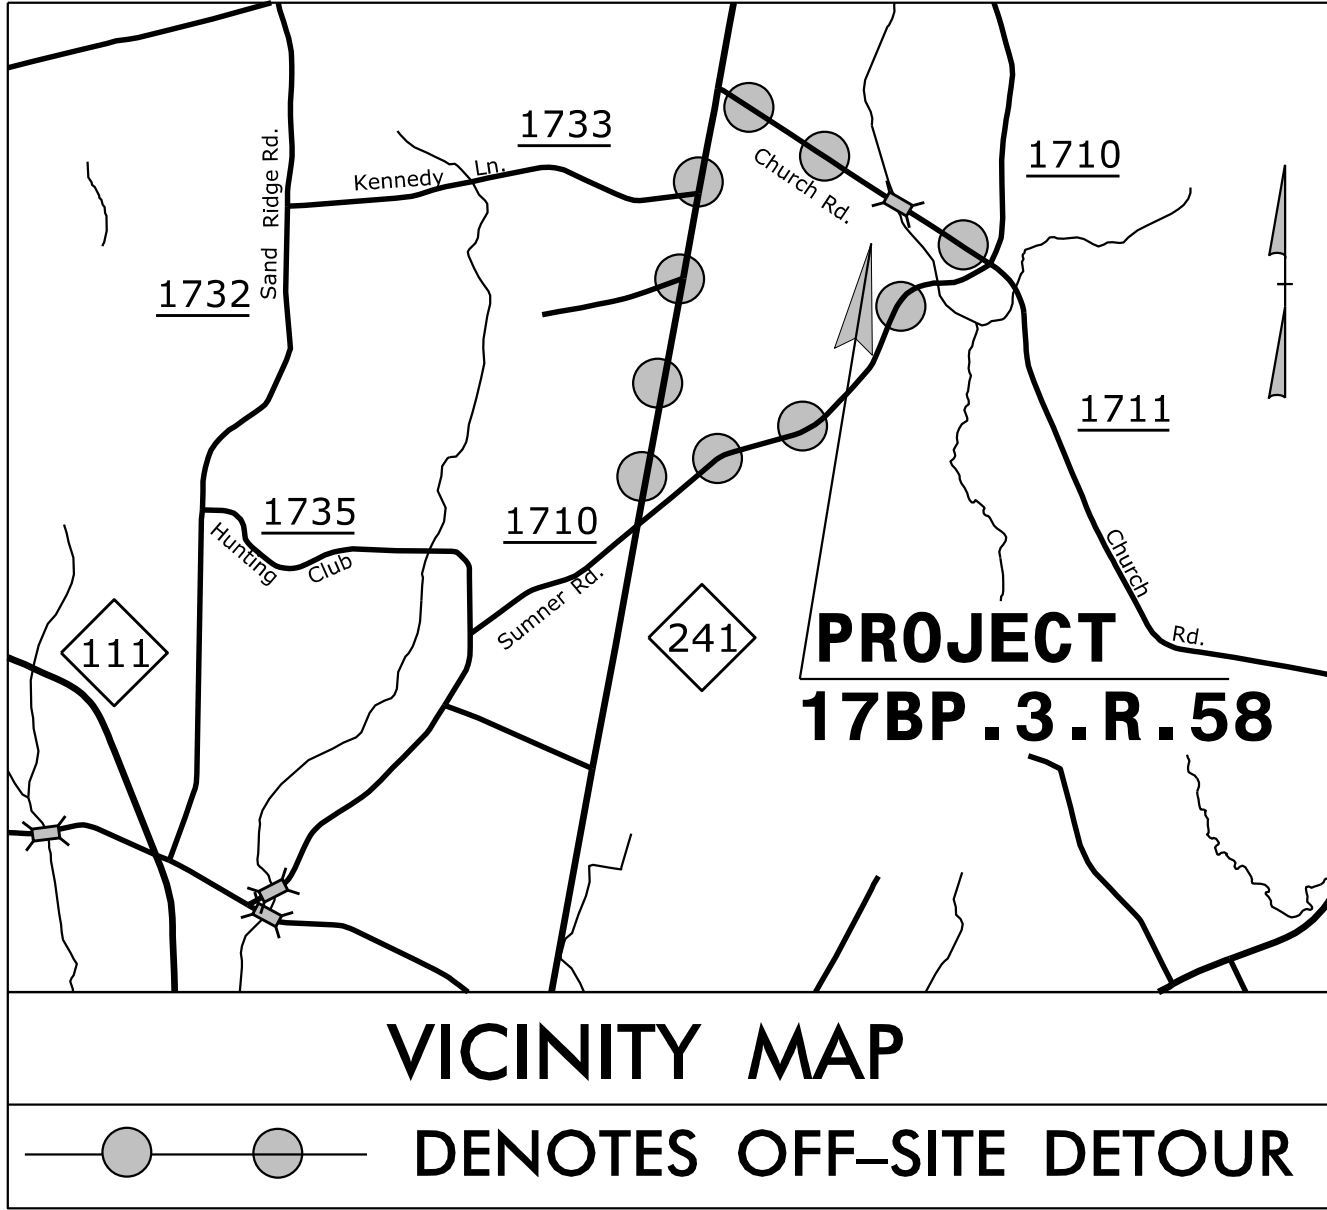 1733
Kennedy Ln.
Church Rd.
1710
Sand Ridge Rd.
1732
1711
1735
Hunting Club
1710
Sumner Rd.
Church Rd.
111
241
PROJECT
17BP.3.R.58
VICINITY MAP
DENOTES OFF-SITE DETOUR